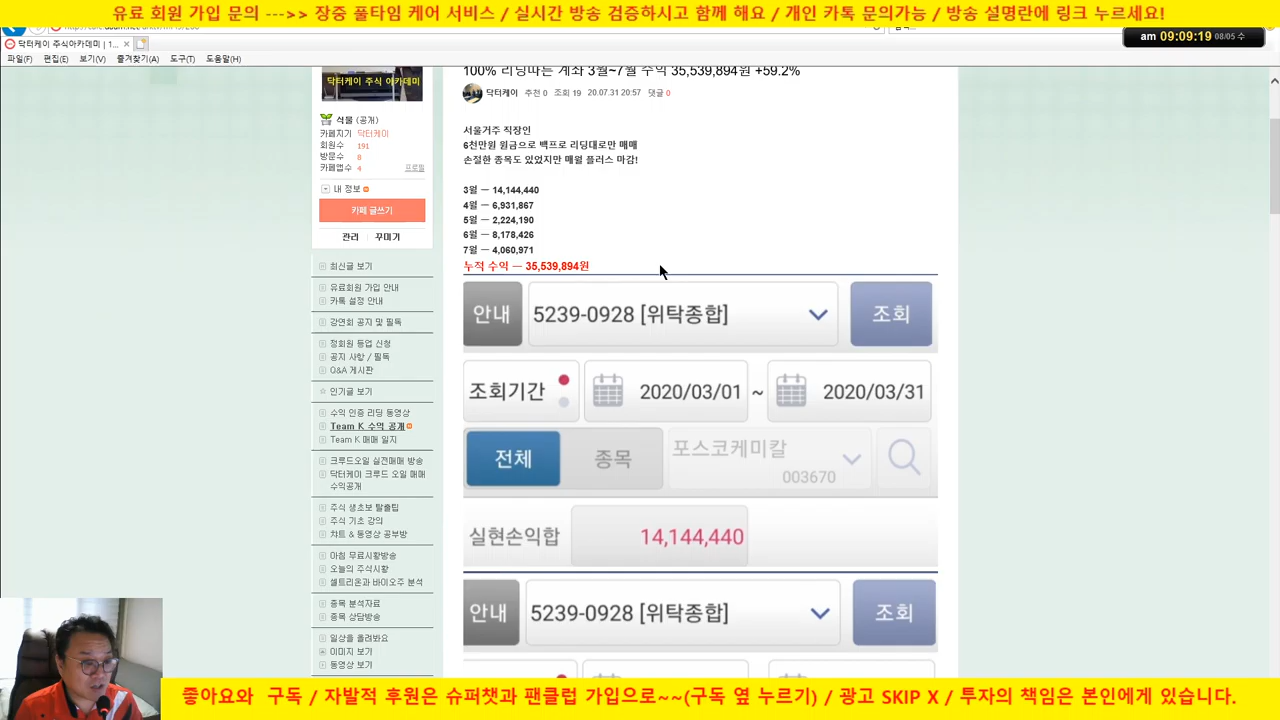 유료 회원 가입 문의 --->> 장중 풀타임 케어 서비스 / 실시간 방송 검증하시고 함께 해요 / 개인 카톡 문의가능 / 방송 설명란에 링크 누르세요!
am 09:09:19 08/05 수
닥터케이 주식아카데미 | 1...
파일(F) 편집(E) 보기(V) 즐겨찾기(A) 도구(T) 도움말(H)
닥터케이 주식 아카데미
석물 (공개)
카페지기 닥터케이
회원수 191
방문수 8
카페앱수 4 프로필
내 정보
카페 글쓰기
관리 꾸미기
최신글 보기
유료회원 가입 안내
카톡 설정 안내
강연회 공지 및 필독
정회원 등업 신청
공지 사항 / 필독
Q&A 게시판
인기글 보기
수익 인증 리딩 동영상
Team K 수익 공개
Team K 매매 일지
크루드오일 실전매매 방송
닥터케이 크루드 오일 매매
수익공개
주식 생초보 탈출팁
주식 기초 강의
챠트 & 동영상 공부방
아침 무료시황방송
오늘의 주식시황
셀트리온과 바이오주 분석
종목 분석자료
종목 상담방송
일상을 올려봐요
이미지 보기
동영상 보기
100% 리딩따른 계좌 3월~7월 수익 35,539,894원 +59.2%
닥터케이 추천 0 조회 19 20.07.31 20:57 댓글 0
서울거주 직장인
6천만원 원금으로 백프로 리딩대로만 매매
손절한 종목도 있었지만 매월 플러스 마감!
3월 — 14,144,440
4월 — 6,931,867
5월 — 2,224,190
6월 — 8,178,426
7월 — 4,060,971
누적 수익 — 35,539,894원
안내 5239-0928 [위탁종합] 조회
조회기간 2020/03/01 ~ 2020/03/31
전체 종목 포스코케미칼
003670
실현손익합 14,144,440
안내 5239-0928 [위탁종합] 조회
좋아요와 구독 / 자발적 후원은 슈퍼챗과 팬클럽 가입으로~~(구독 옆 누르기) / 광고 SKIP X / 투자의 책임은 본인에게 있습니다.